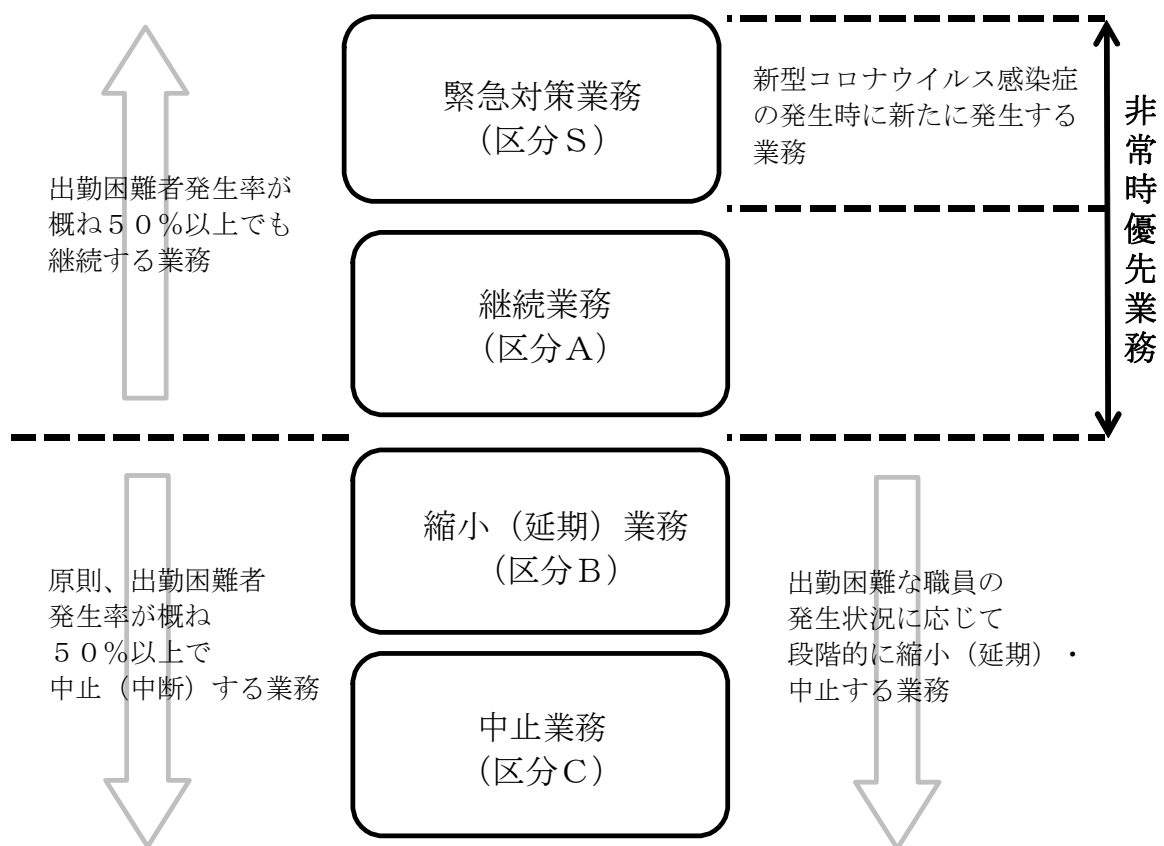 緊急対策業務
（区分Ｓ）
新型コロナウイルス感染症
の発生時に新たに発生する
業務
非常時優先業務
出勤困難者発生率が
概ね５０％以上でも
継続する業務
継続業務
（区分Ａ）
縮小（延期）業務
（区分Ｂ）
原則、出勤困難者
発生率が概ね
５０％以上で
中止（中断）する業務
出勤困難な職員の
発生状況に応じて
段階的に縮小（延期）・
中止する業務
中止業務
（区分Ｃ）